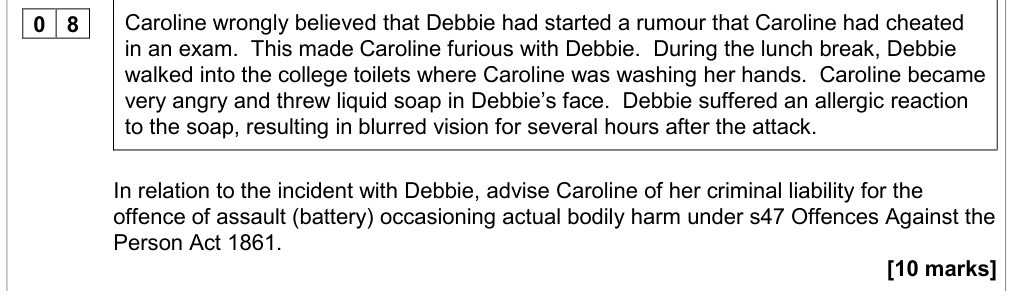 0 8
Caroline wrongly believed that Debbie had started a rumour that Caroline had cheated
in an exam. This made Caroline furious with Debbie. During the lunch break, Debbie
walked into the college toilets where Caroline was washing her hands. Caroline became
very angry and threw liquid soap in Debbie's face. Debbie suffered an allergic reaction
to the soap, resulting in blurred vision for several hours after the attack.
In relation to the incident with Debbie, advise Caroline of her criminal liability for the
offence of assault (battery) occasioning actual bodily harm under s47 Offences Against the
Person Act 1861.
[10 marks]